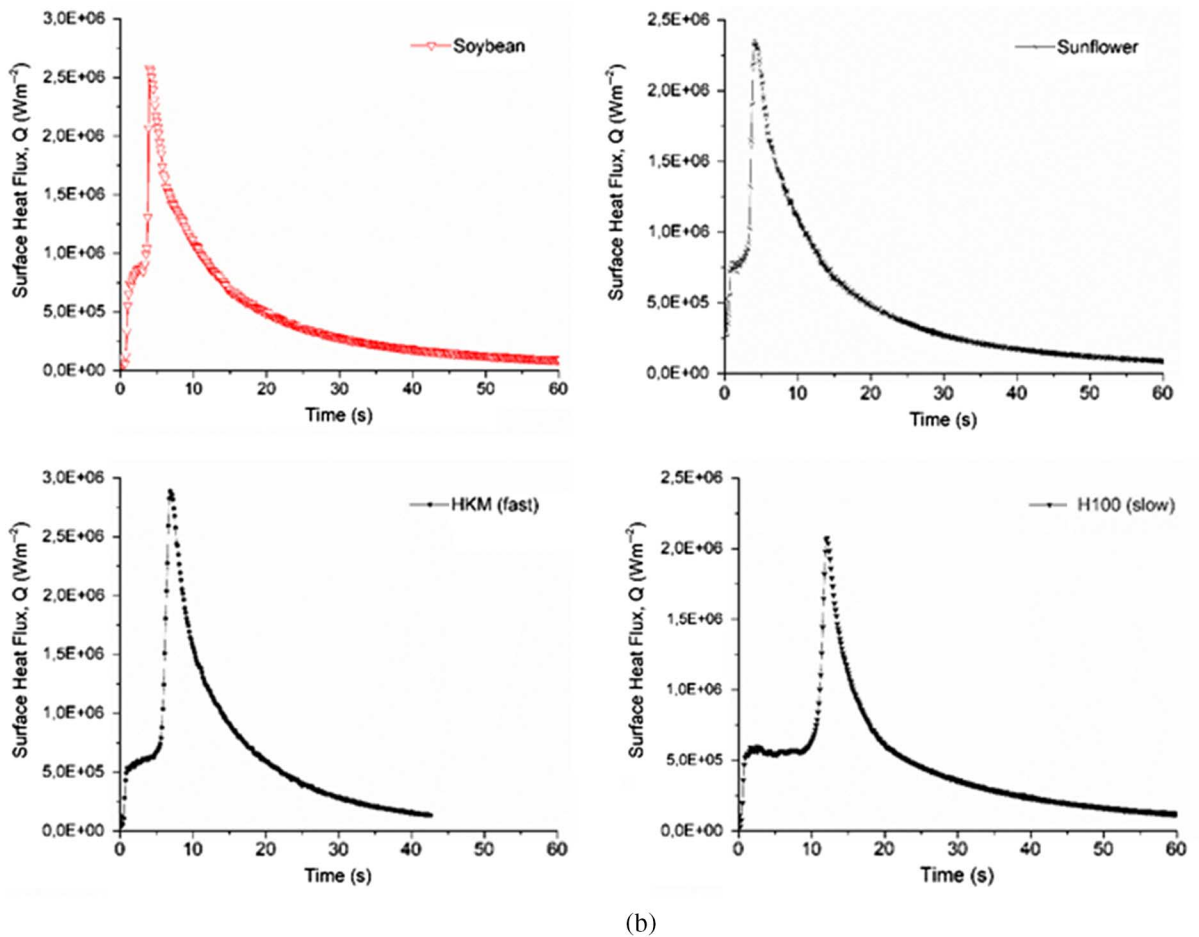 3,0E+06
2,5E+06
2,0E+06
1,5E+06
1,0E+06
5,0E+05
0,0E+00
Surface Heat Flux, Q (Wm−2)
Soybean
0 10 20 30 40 50 60
Time (s)
2,5E+06
2,0E+06
1,5E+06
1,0E+06
5,0E+05
0,0E+00
Surface Heat Flux, Q (Wm−2)
Sunflower
0 10 20 30 40 50 60
Time (s)
3,0E+06
2,5E+06
2,0E+06
1,5E+06
1,0E+06
5,0E+05
0,0E+00
Surface Heat Flux, Q (Wm−2)
HKM (fast)
0 10 20 30 40 50 60
Time (s)
2,5E+06
2,0E+06
1,5E+06
1,0E+06
5,0E+05
0,0E+00
Surface Heat Flux, Q (Wm−2)
H100 (slow)
0 10 20 30 40 50 60
Time (s)
(b)